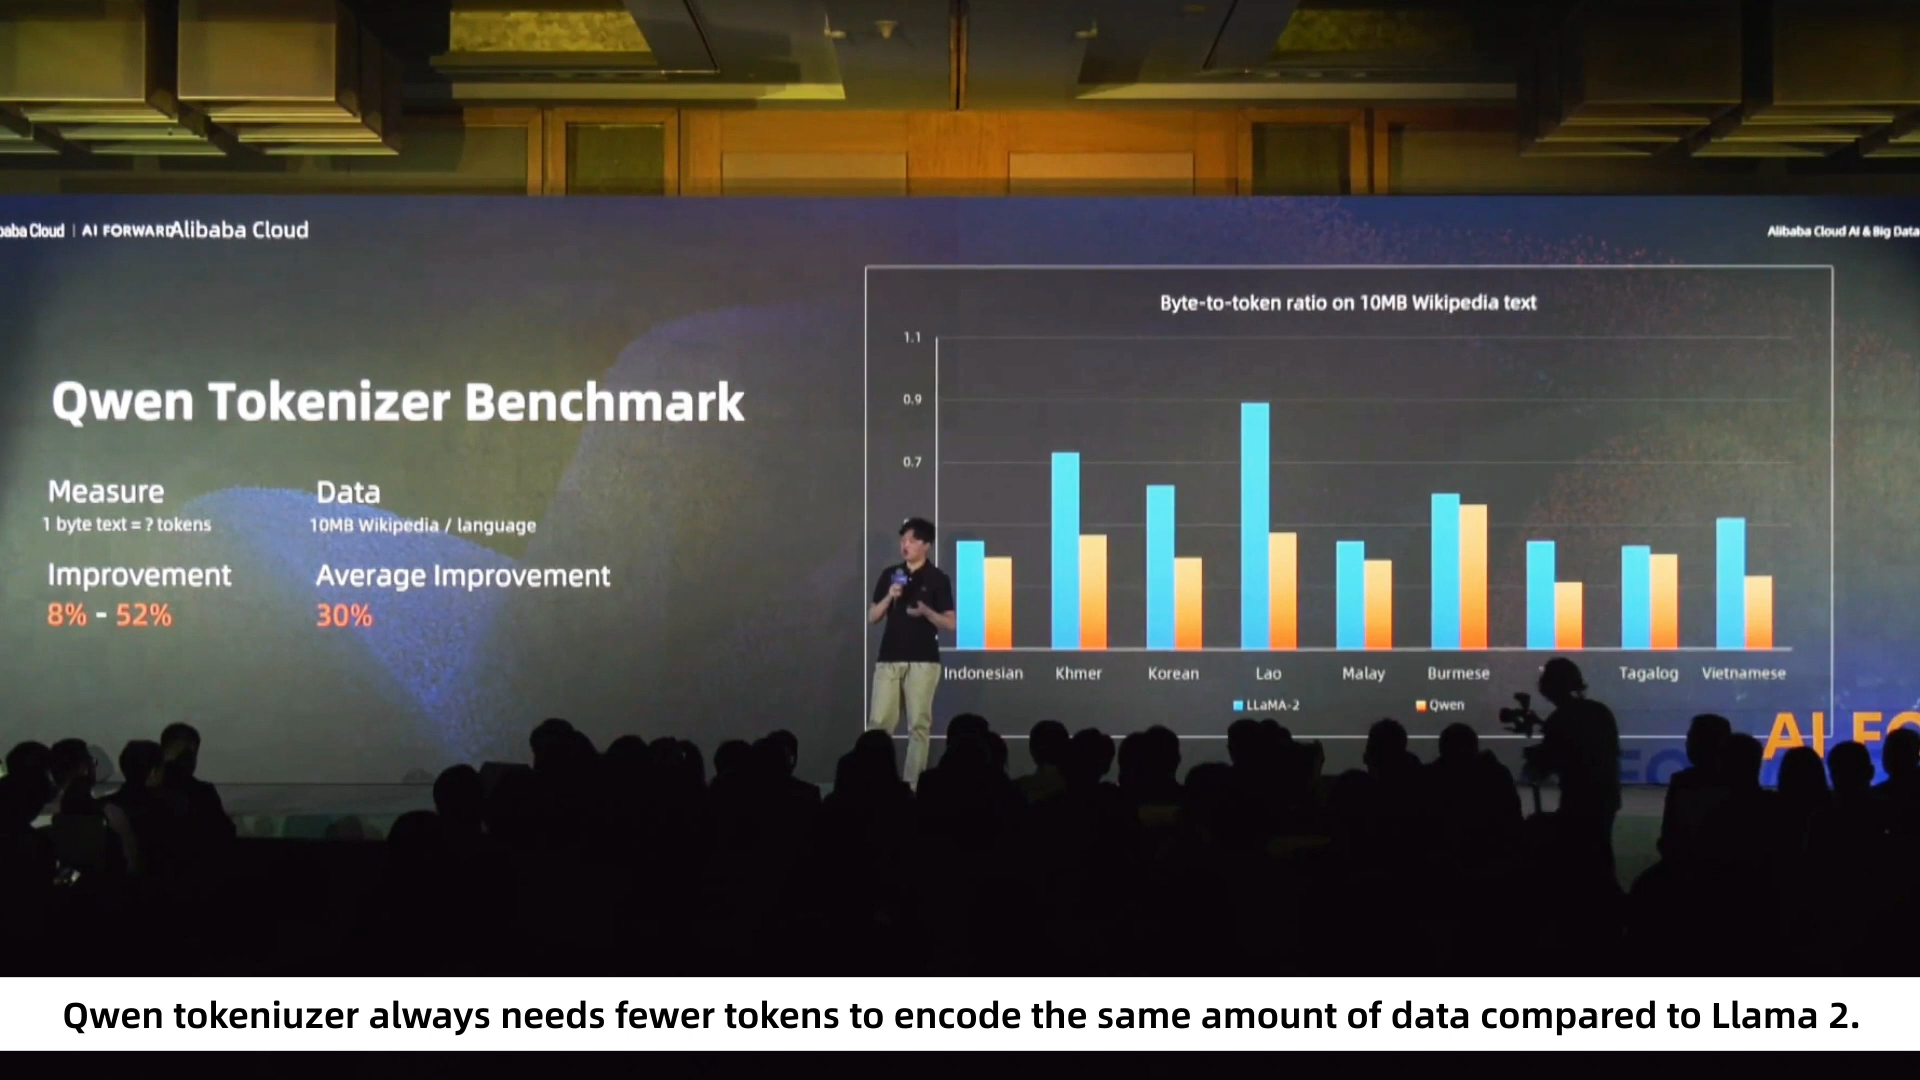 baba Cloud | AI FORWARD
Alibaba Cloud
Alibaba Cloud AI & Big Data
Qwen Tokenizer Benchmark
Measure
1 byte text = ? tokens
Data
10MB Wikipedia / language
Improvement
8% - 52%
Average Improvement
30%
Byte-to-token ratio on 10MB Wikipedia text
1.1
0.9
0.7
Indonesian
Khmer
Korean
Lao
Malay
Burmese
Tagalog
Vietnamese
LLaMA-2
Qwen
AI FO
Qwen tokeniuzer always needs fewer tokens to encode the same amount of data compared to Llama 2.